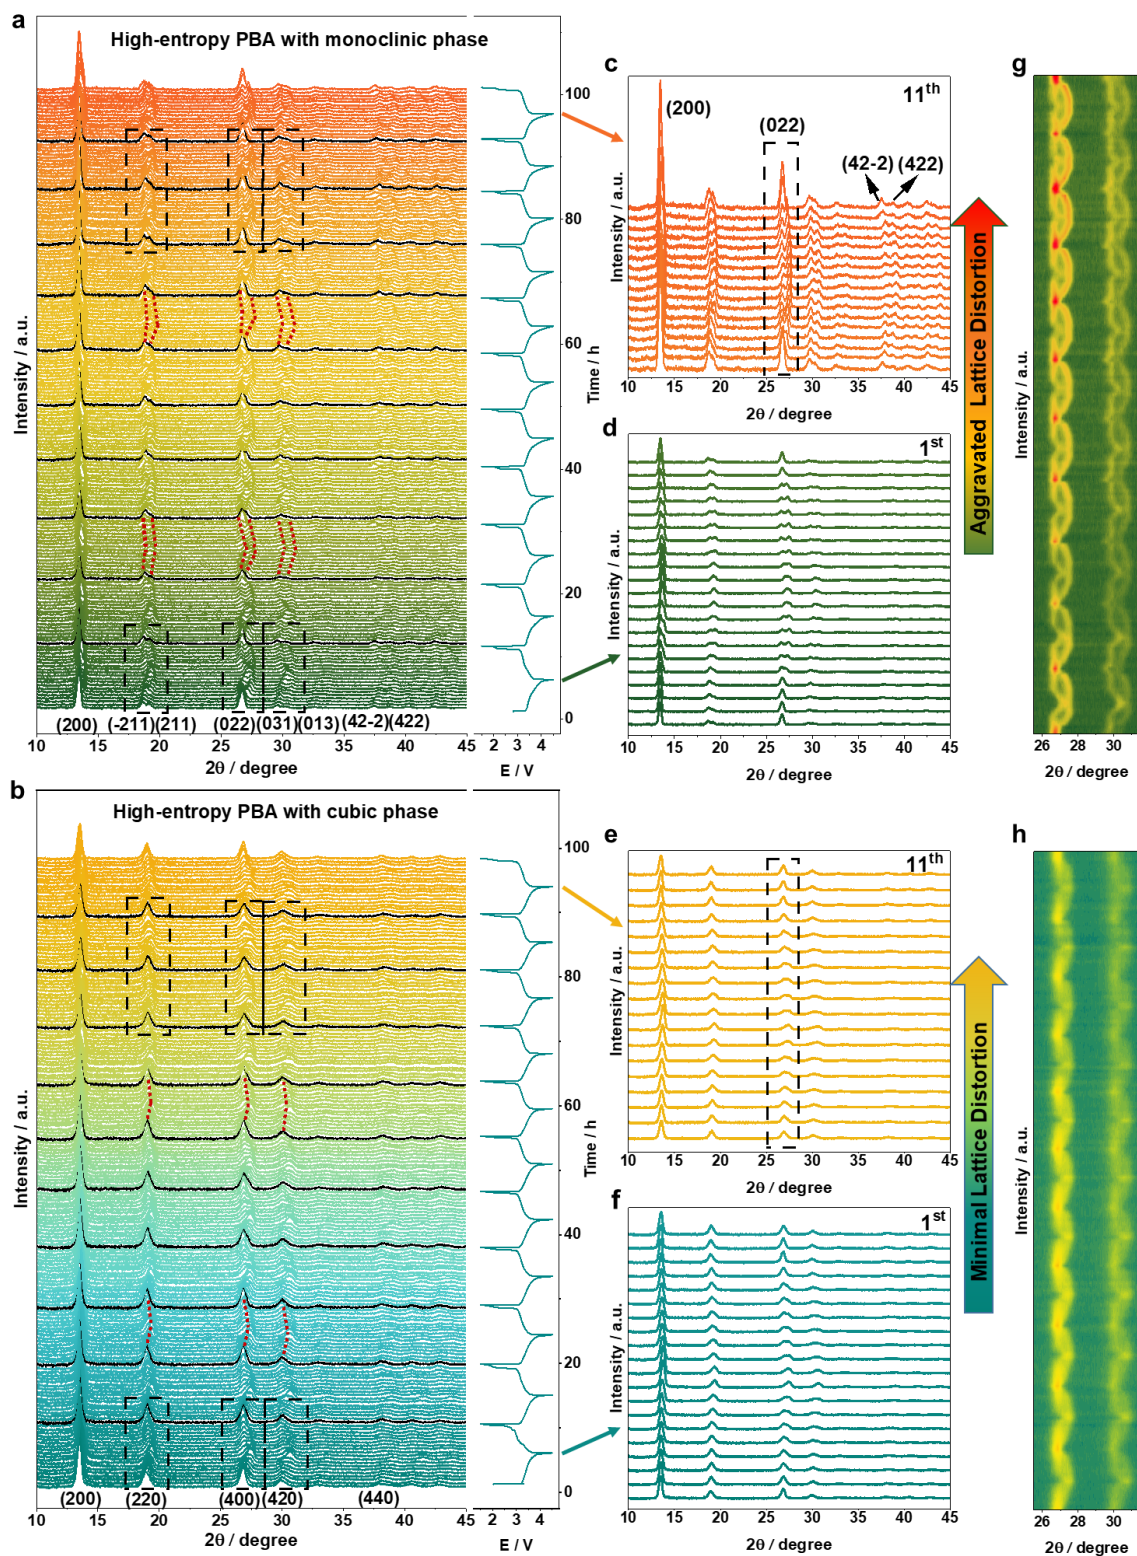 a
High-entropy PBA with monoclinic phase
Intensity / a.u.
(200) (-211) (211) (022) (031) (013) (42-2) (422)
10 15 20 25 30 35 40 45
2θ / degree
2 3 4
E / V
0
20
40
60
80
100
Time / h
c
11th
(200)
(022)
(42-2)
(422)
Intensity / a.u.
10 15 20 25 30 35 40 45
2θ / degree
d
1st
Intensity / a.u.
10 15 20 25 30 35 40 45
2θ / degree
Aggravated Lattice Distortion
g
Intensity / a.u.
26 28 30
2θ / degree
b
High-entropy PBA with cubic phase
Intensity / a.u.
(200) (220) (400) (420) (440)
10 15 20 25 30 35 40 45
2θ / degree
2 3 4
E / V
0
20
40
60
80
100
Time / h
e
11th
Intensity / a.u.
10 15 20 25 30 35 40 45
2θ / degree
f
1st
Intensity / a.u.
10 15 20 25 30 35 40 45
2θ / degree
Minimal Lattice Distortion
h
Intensity / a.u.
26 28 30
2θ / degree